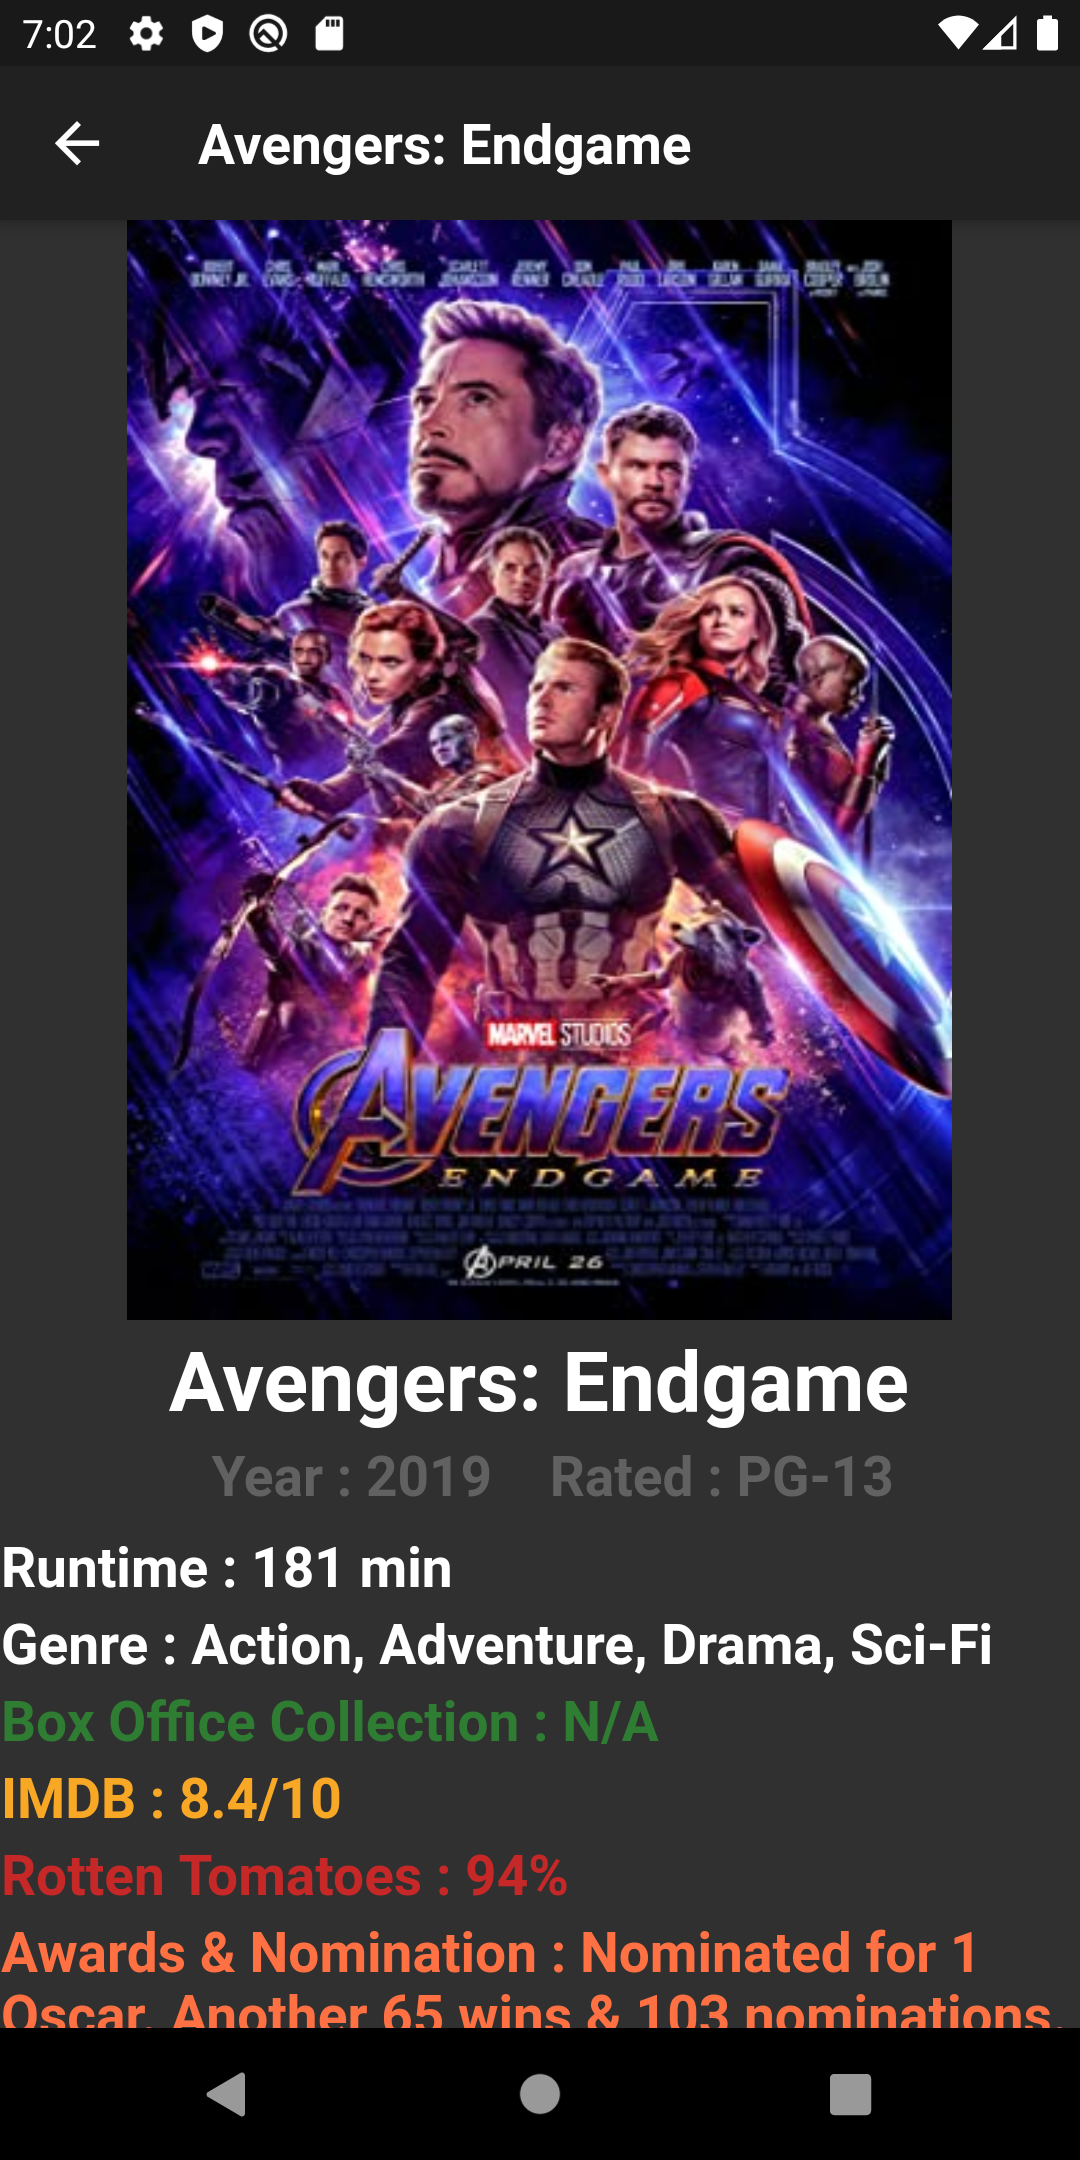 7:02
Avengers: Endgame
MARVEL STUDIOS
AVENGERS
ENDGAME
APRIL 26
Avengers: Endgame
Year : 2019 Rated : PG-13
Runtime : 181 min
Genre : Action, Adventure, Drama, Sci-Fi
Box Office Collection : N/A
IMDB : 8.4/10
Rotten Tomatoes : 94%
Awards & Nomination : Nominated for 1
Oscar. Another 65 wins & 103 nominations.